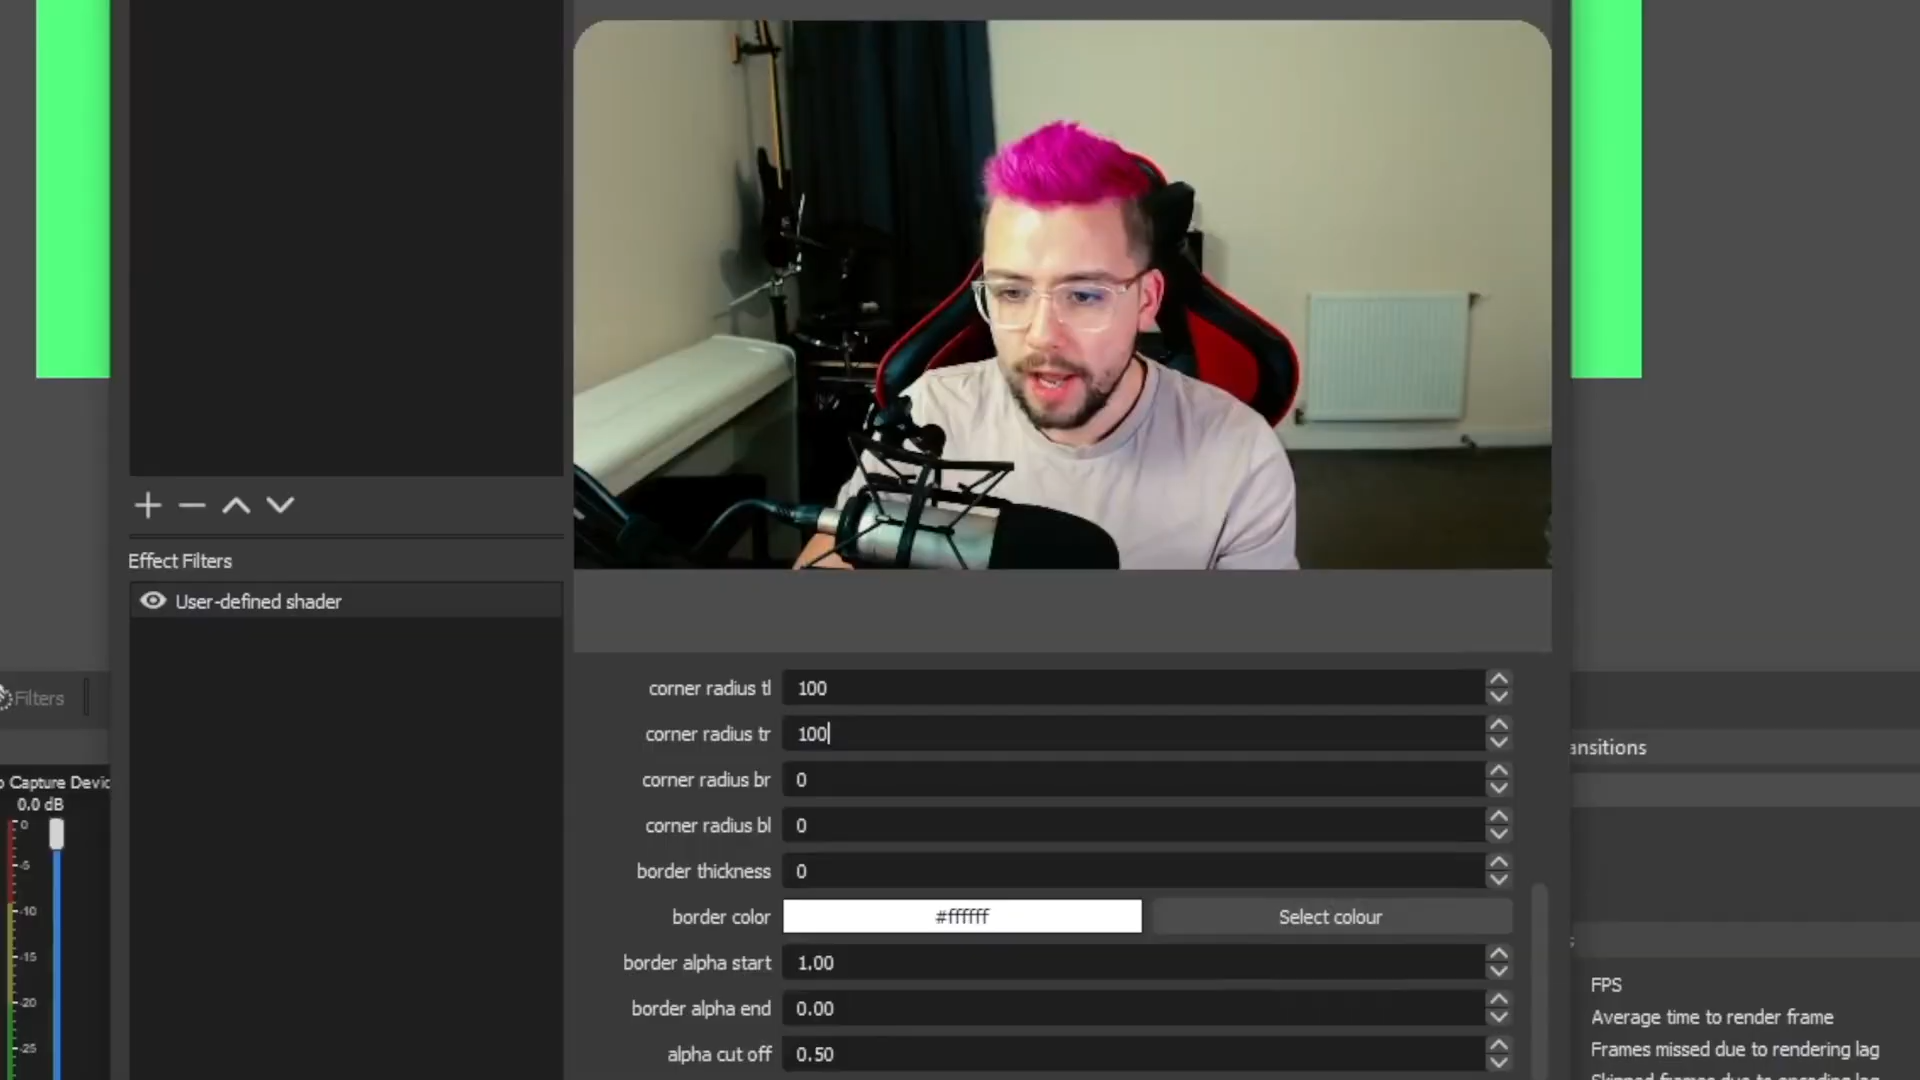 Effect Filters
User-defined shader
Filters
Capture Devic
0.0 dB
0
-5
-10
-15
-20
-25
corner radius tl 100
corner radius tr 100
corner radius br 0
corner radius bl 0
border thickness 0
border color #ffffff Select colour
border alpha start 1.00
border alpha end 0.00
alpha cut off 0.50
ansitions
FPS
Average time to render frame
Frames missed due to rendering lag